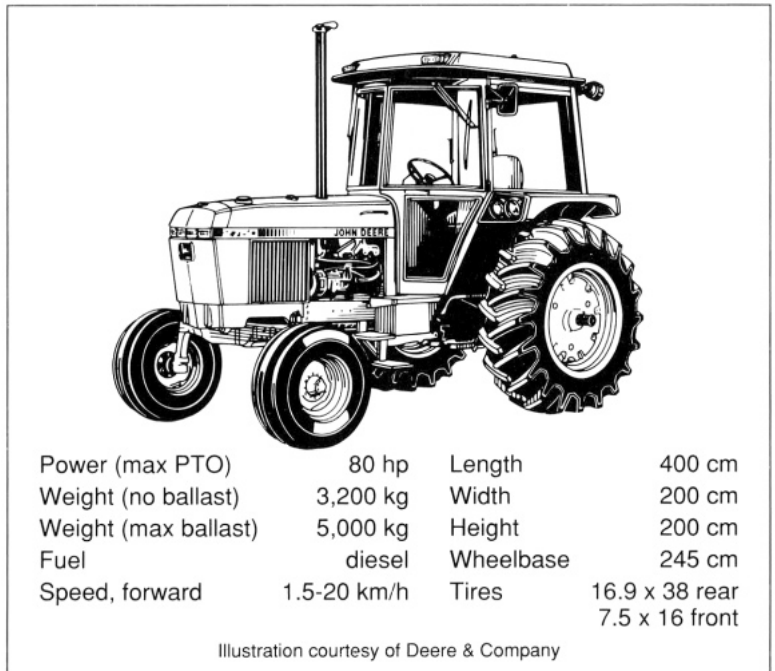 JOHN DEERE
Power (max PTO) 80 hp
Weight (no ballast) 3,200 kg
Weight (max ballast) 5,000 kg
Fuel diesel
Speed, forward 1.5-20 km/h
Length 400 cm
Width 200 cm
Height 200 cm
Wheelbase 245 cm
Tires 16.9 x 38 rear
7.5 x 16 front
Illustration courtesy of Deere & Company